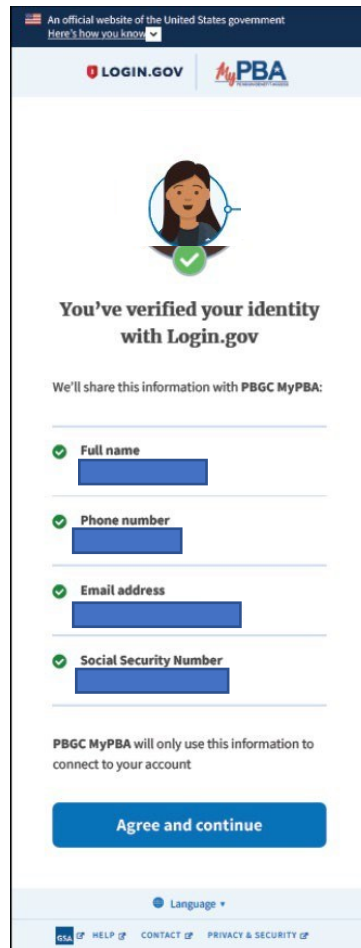 An official website of the United States government
Here's how you know
LOGIN.GOV
MyPBA
You've verified your identity
with Login.gov
We'll share this information with PBGC MyPBA:
Full name
Phone number
Email address
Social Security Number
PBGC MyPBA will only use this information to
connect to your account
Agree and continue
Language
GSA HELP CONTACT PRIVACY & SECURITY